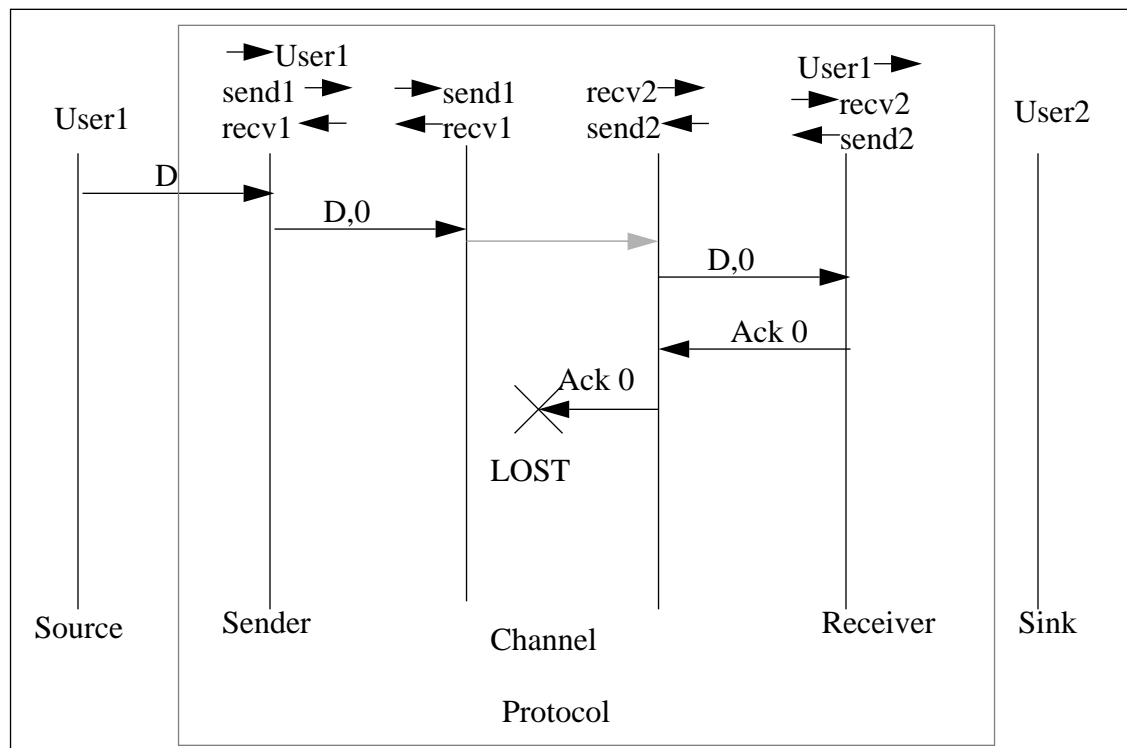 User1
send1
recv1
send1
recv1
recv2
send2
User1
recv2
send2
User1
User2
D
D,0
D,0
Ack 0
Ack 0
LOST
Source
Sender
Channel
Receiver
Sink
Protocol